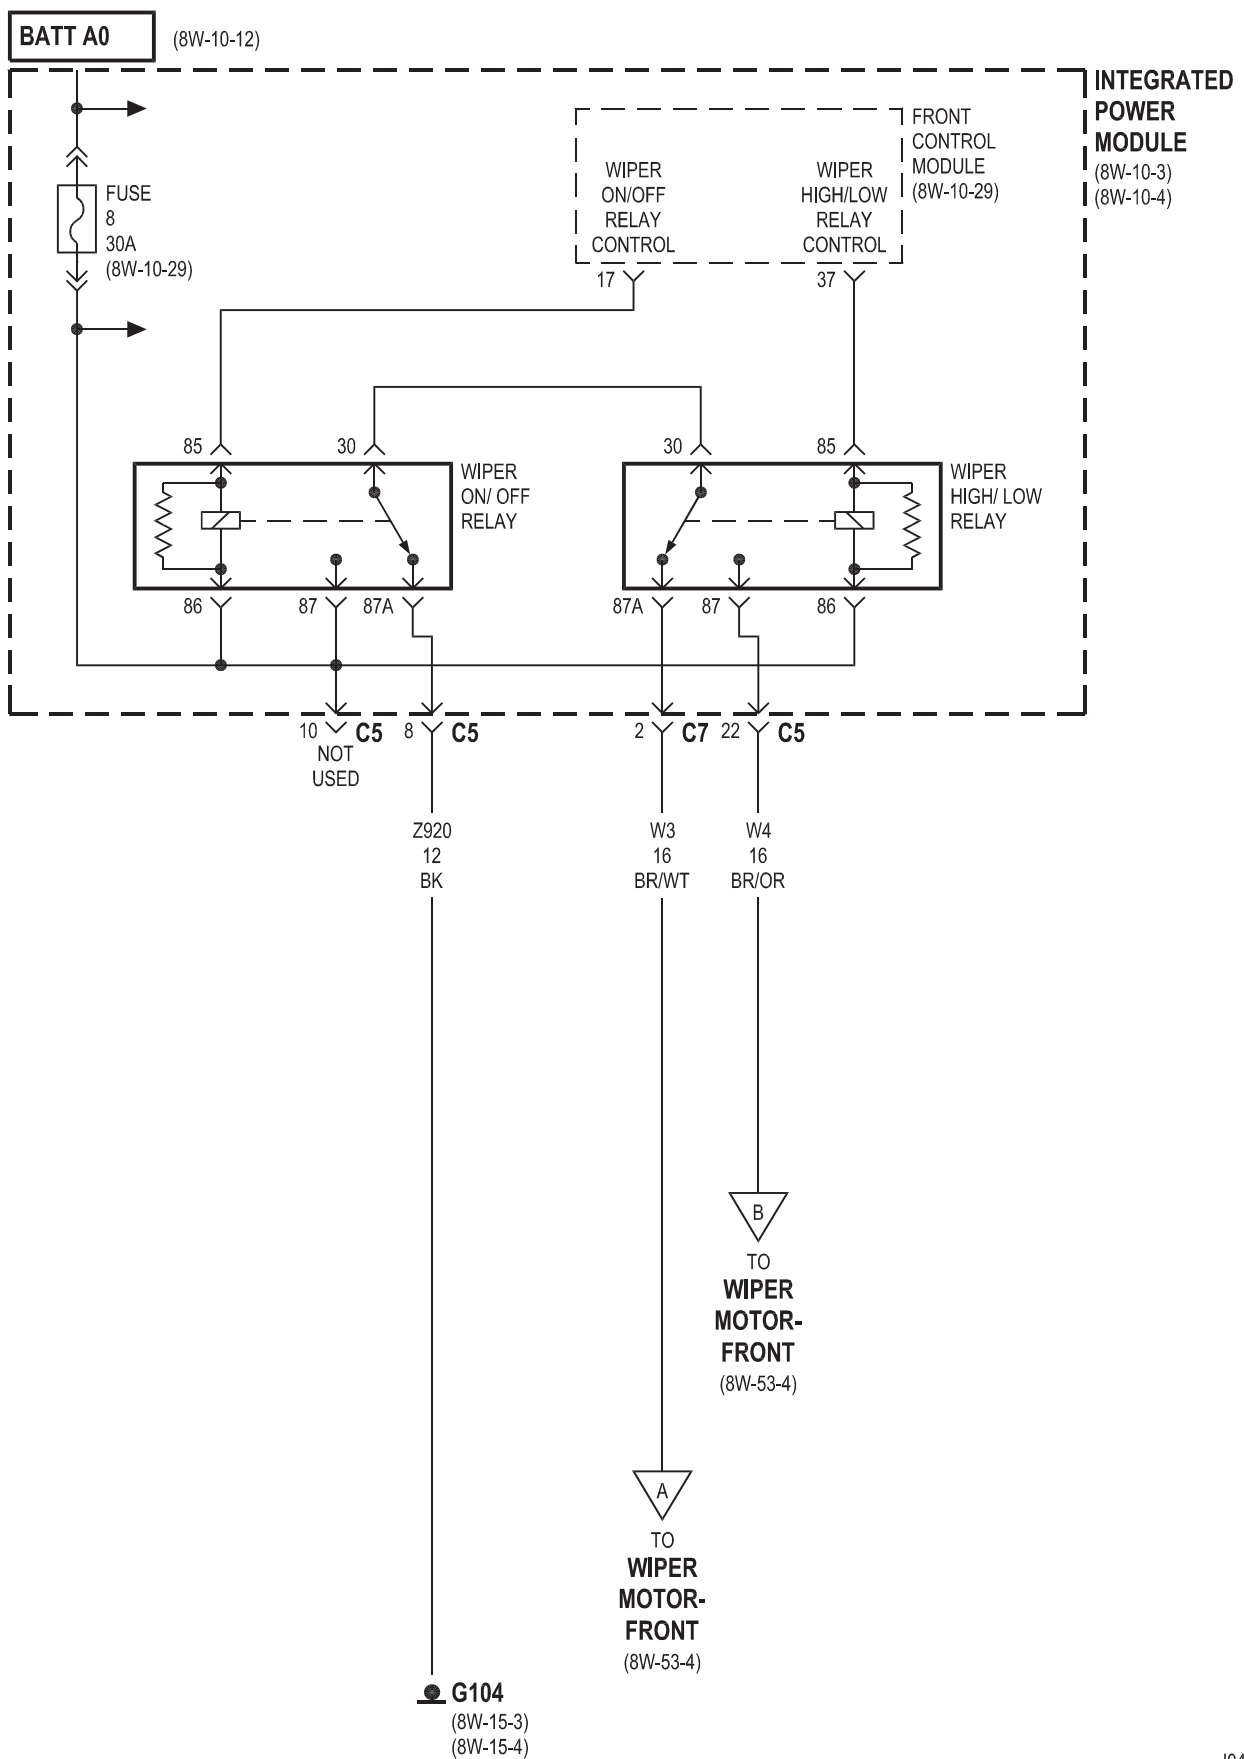 BATT A0
(8W-10-12)
INTEGRATED
POWER
MODULE
(8W-10-3)
(8W-10-4)
FRONT
CONTROL
MODULE
(8W-10-29)
WIPER
ON/OFF
RELAY
CONTROL
WIPER
HIGH/LOW
RELAY
CONTROL
FUSE
8
30A
(8W-10-29)
17
37
85
30
30
85
WIPER
ON/ OFF
RELAY
WIPER
HIGH/ LOW
RELAY
86
87
87A
87A
87
86
10
C5
8
C5
2
C7
22
C5
NOT
USED
Z920
12
BK
W3
16
BR/WT
W4
16
BR/OR
B
TO
WIPER
MOTOR-
FRONT
(8W-53-4)
A
TO
WIPER
MOTOR-
FRONT
(8W-53-4)
G104
(8W-15-3)
(8W-15-4)